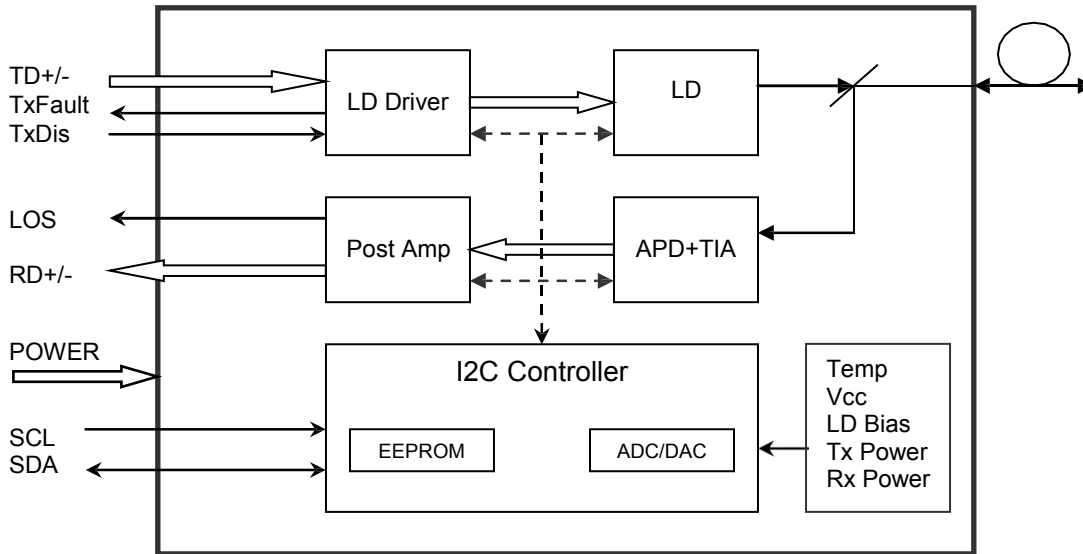 TD+/-
TxFault
TxDis
LD Driver
LD
LOS
RD+/-
Post Amp
APD+TIA
POWER
SCL
SDA
I2C Controller
EEPROM
ADC/DAC
Temp
Vcc
LD Bias
Tx Power
Rx Power